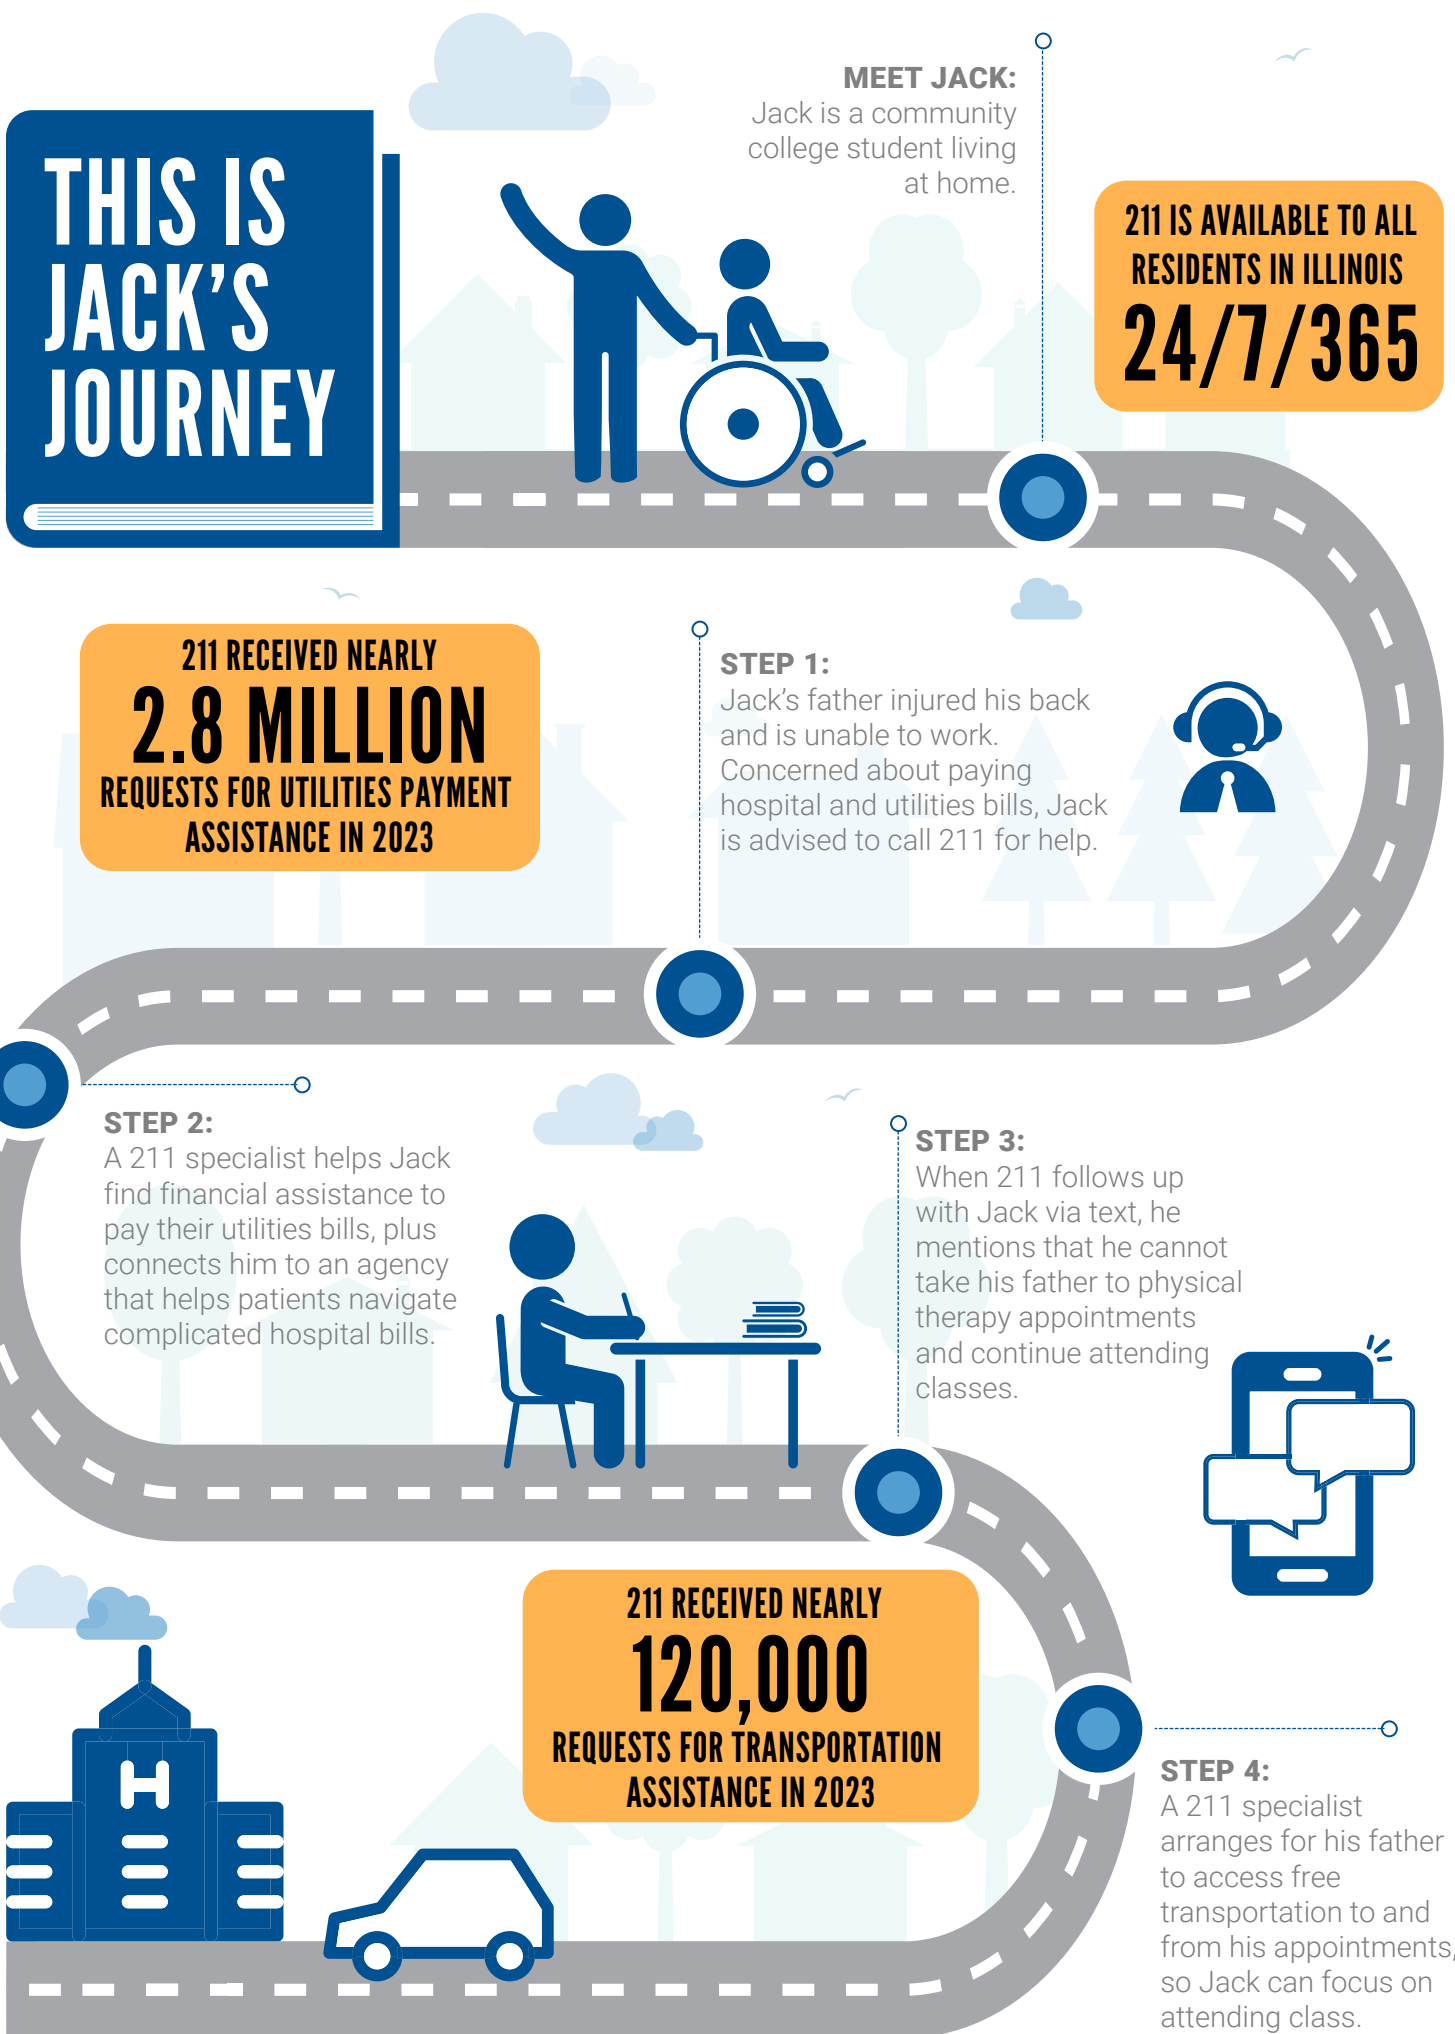 THIS IS
JACK'S
JOURNEY
MEET JACK:
Jack is a community
college student living
at home.
211 IS AVAILABLE TO ALL
RESIDENTS IN ILLINOIS
24/7/365
211 RECEIVED NEARLY
2.8 MILLION
REQUESTS FOR UTILITIES PAYMENT
ASSISTANCE IN 2023
STEP 1:
Jack's father injured his back
and is unable to work.
Concerned about paying
hospital and utilities bills, Jack
is advised to call 211 for help.
STEP 2:
A 211 specialist helps Jack
find financial assistance to
pay their utilities bills, plus
connects him to an agency
that helps patients navigate
complicated hospital bills.
STEP 3:
When 211 follows up
with Jack via text, he
mentions that he cannot
take his father to physical
therapy appointments
and continue attending
classes.
211 RECEIVED NEARLY
120,000
REQUESTS FOR TRANSPORTATION
ASSISTANCE IN 2023
H
STEP 4:
A 211 specialist
arranges for his father
to access free
transportation to and
from his appointments,
so Jack can focus on
attending class.